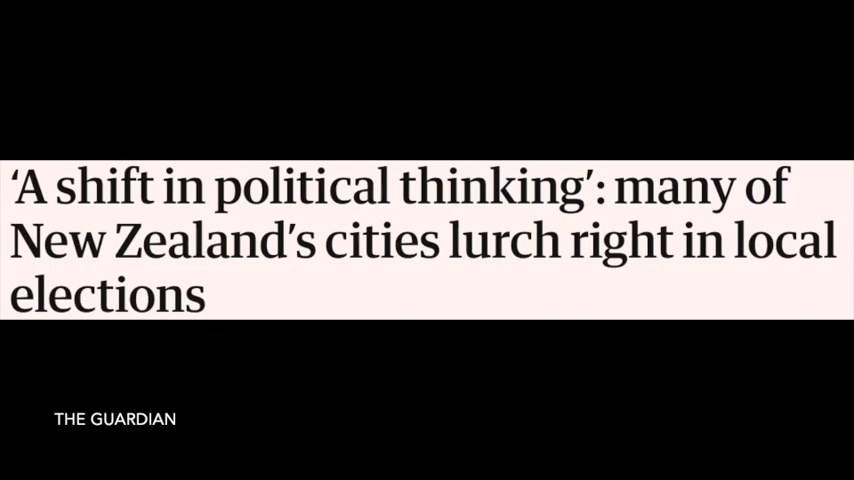 ‘A shift in political thinking’: many of
New Zealand’s cities lurch right in local
elections
THE GUARDIAN